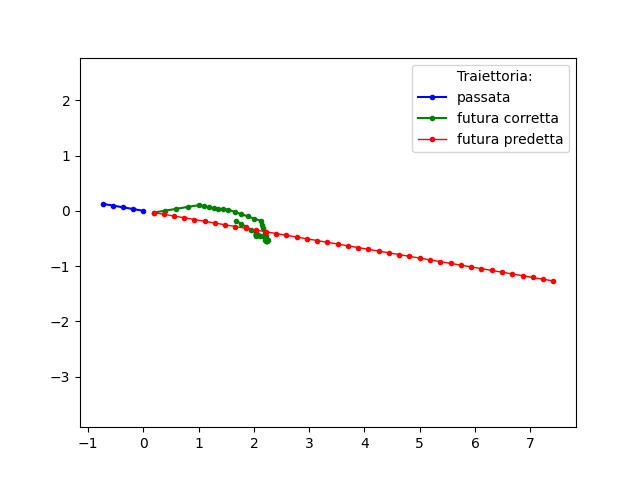 Traiettoria:
passata
futura corretta
futura predetta
2
1
0
−1
−2
−3
−1 0 1 2 3 4 5 6 7